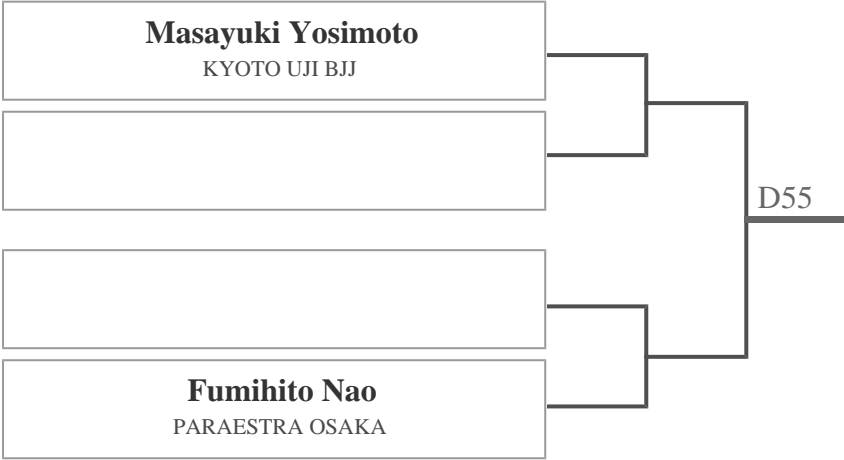 Masayuki Yosimoto
KYOTO UJI BJJ
D55
Fumihito Nao
PARAESTRA OSAKA